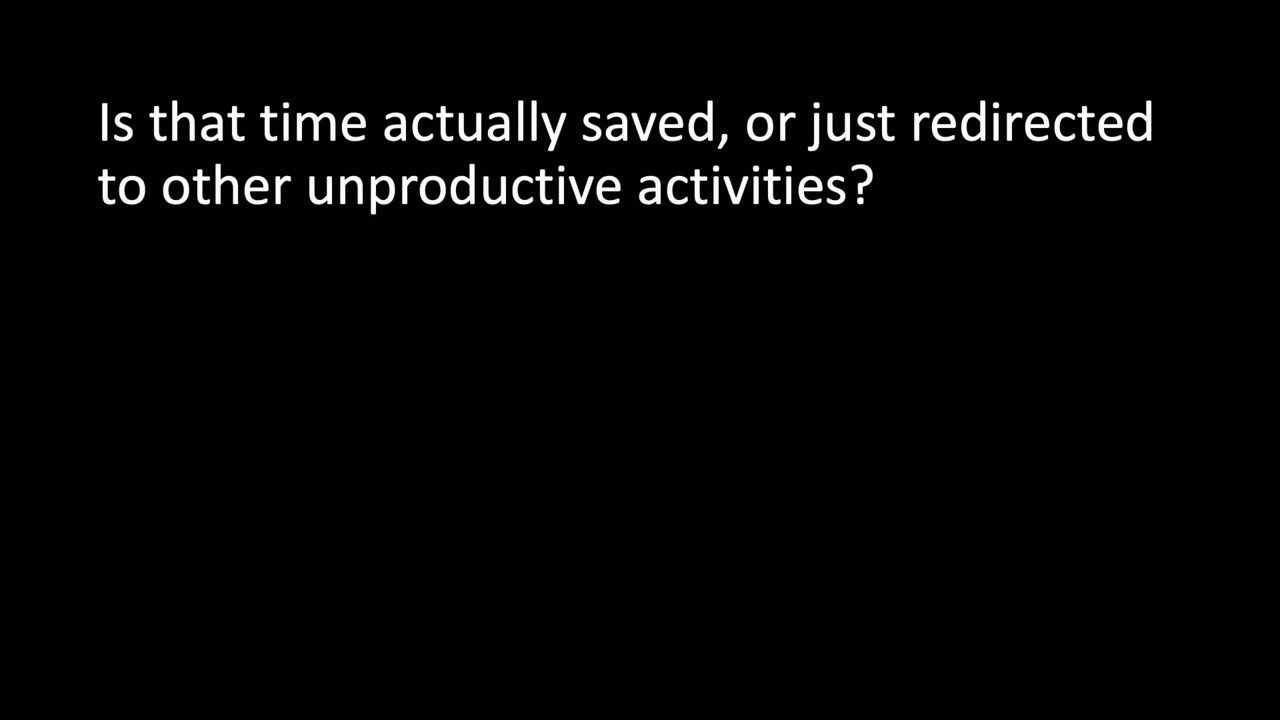 Is that time actually saved, or just redirected
to other unproductive activities?